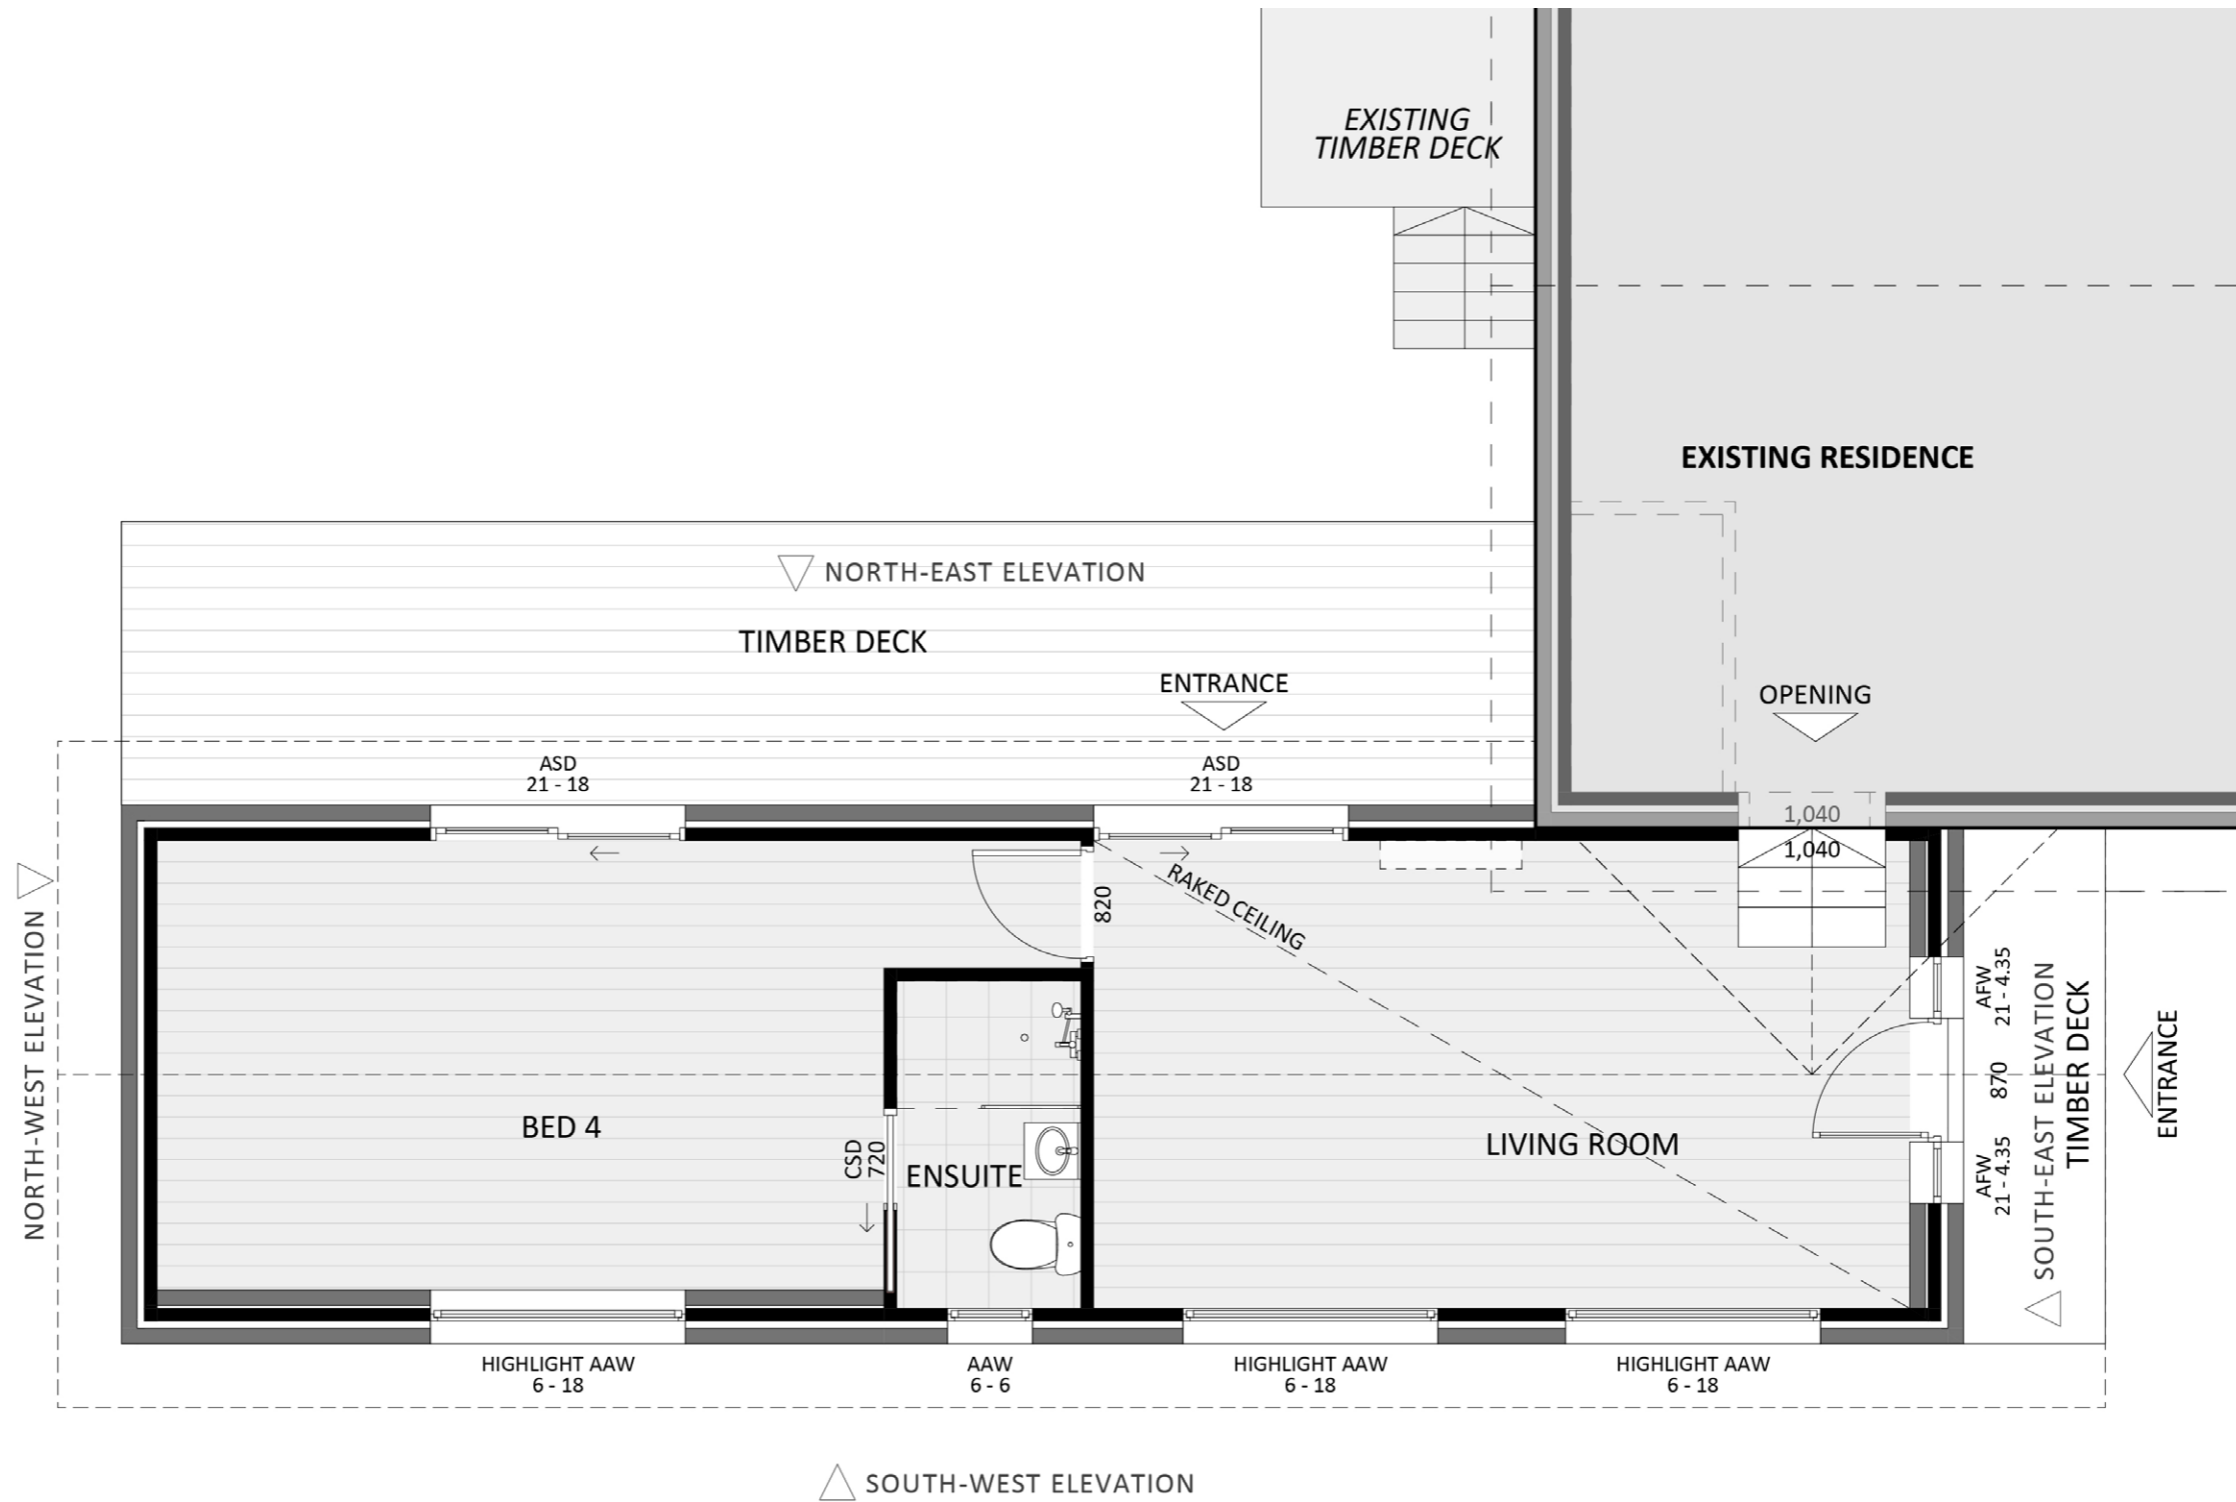 EXISTING
TIMBER DECK
EXISTING RESIDENCE
NORTH-EAST ELEVATION
TIMBER DECK
ENTRANCE
OPENING
ASD
21 - 18
ASD
21 - 18
1,040
1,040
820
RAKED CEILING
NORTH-WEST ELEVATION
BED 4
CSD
720
ENSUITE
LIVING ROOM
AFW
21 - 4.35
870
AFW
21 - 4.35
SOUTH-EAST ELEVATION
TIMBER DECK
ENTRANCE
HIGHLIGHT AAW
6 - 18
AAW
6 - 6
HIGHLIGHT AAW
6 - 18
HIGHLIGHT AAW
6 - 18
SOUTH-WEST ELEVATION